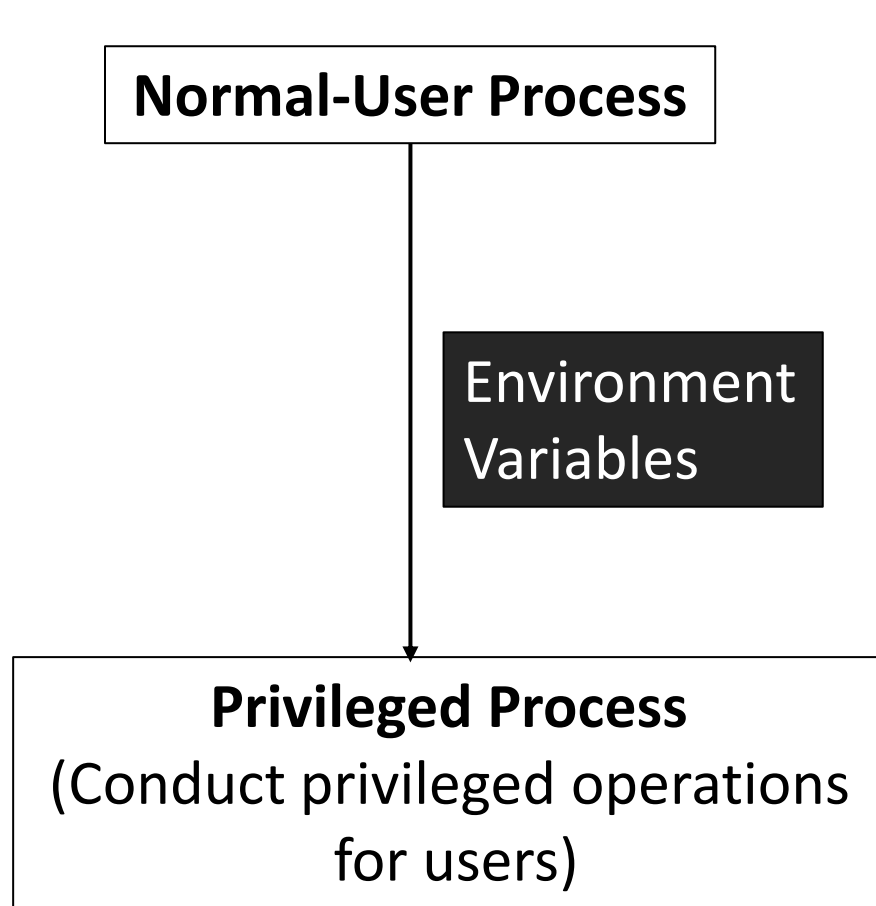 Normal-User Process
Environment
Variables
Privileged Process
(Conduct privileged operations
for users)